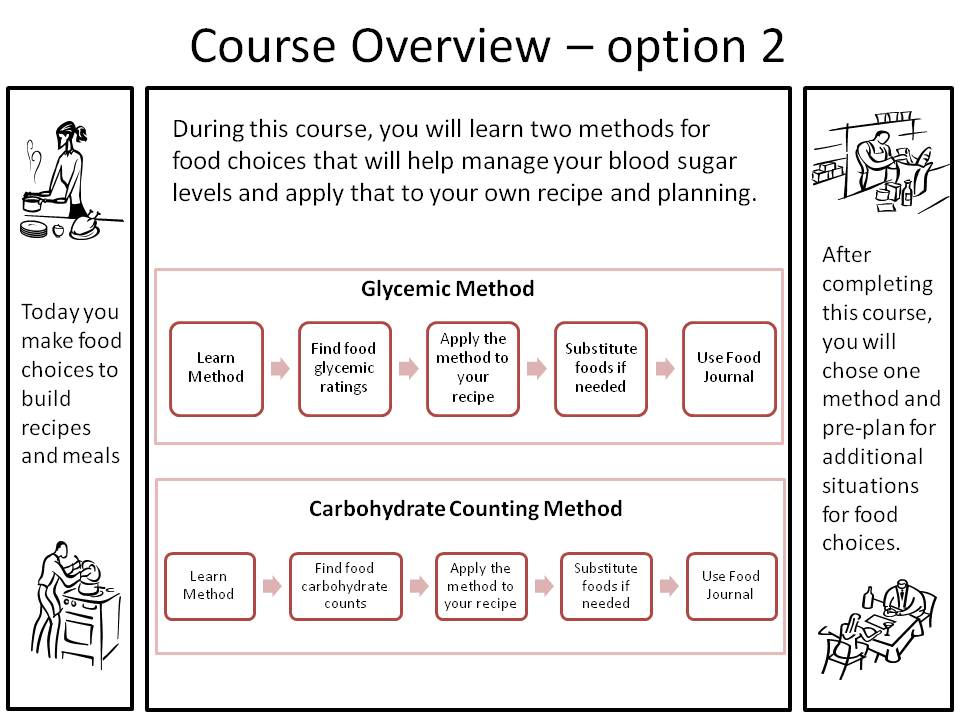 Course Overview – option 2
Today you
make food
choices to
build
recipes
and meals
During this course, you will learn two methods for
food choices that will help manage your blood sugar
levels and apply that to your own recipe and planning.
Glycemic Method
Learn
Method
Find food
glycemic
ratings
Apply the
method to
your
recipe
Substitute
foods if
needed
Use Food
Journal
Carbohydrate Counting Method
Learn
Method
Find food
carbohydrate
counts
Apply the
method to
your recipe
Substitute
foods if
needed
Use Food
Journal
After
completing
this course,
you will
chose one
method and
pre-plan for
additional
situations
for food
choices.